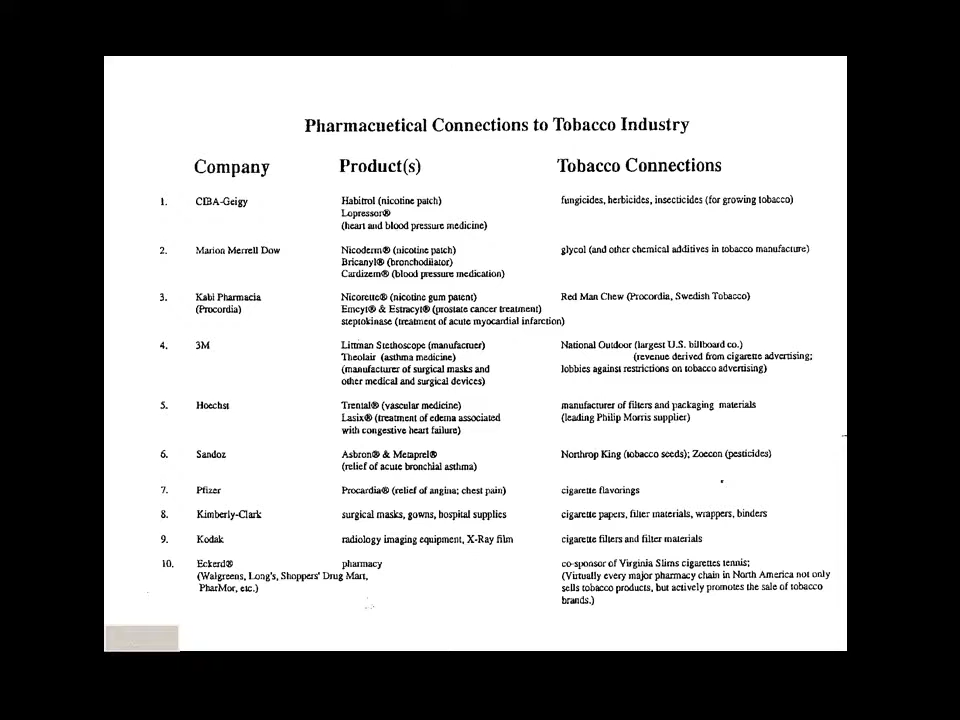 Pharmacuetical Connections to Tobacco Industry
Company Product(s) Tobacco Connections
1. CIBA-Geigy Habitrol (nicotine patch) fungicides, herbicides, insecticides (for growing tobacco)
Lopressor®
(heart and blood pressure medicine)
2. Marion Merrell Dow Nicoderm® (nicotine patch) glycol (and other chemical additives in tobacco manufacture)
Bricanyl® (bronchodilator)
Cardizem® (blood pressure medication)
3. Kabi Pharmacia Nicorette® (nicotine gum patent) Red Man Chew (Procordia, Swedish Tobacco)
(Procordia) Emcyt® & Estracyt® (prostate cancer treatment)
steptokinase (treatment of acute myocardial infarction)
4. 3M Littman Stethoscope (manufactuer) National Outdoor (largest U.S. billboard co.)
Theolair (asthma medicine) (revenue derived from cigarette advertising;
(manufacturer of surgical masks and lobbies against restrictions on tobacco advertising)
other medical and surgical devices)
5. Hoechst Trental® (vascular medicine) manufacturer of filters and packaging materials
Lasix® (treatment of edema associated (leading Philip Morris supplier)
with congestive heart failure)
6. Sandoz Asbron® & Metaprel® Northrop King (tobacco seeds); Zoecon (pesticides)
(relief of acute bronchial asthma)
7. Pfizer Procardia® (relief of angina; chest pain) cigarette flavorings
8. Kimberly-Clark surgical masks, gowns, hospital supplies cigarette papers, filter materials, wrappers, binders
9. Kodak radiology imaging equipment, X-Ray film cigarette filters and filter materials
10. Eckerd® pharmacy co-sponsor of Virginia Slims cigarettes tennis;
(Walgreens, Long's, Shoppers' Drug Mart, (Virtually every major pharmacy chain in North America not only
PharMor, etc.) sells tobacco products, but actively promotes the sale of tobacco
brands.)